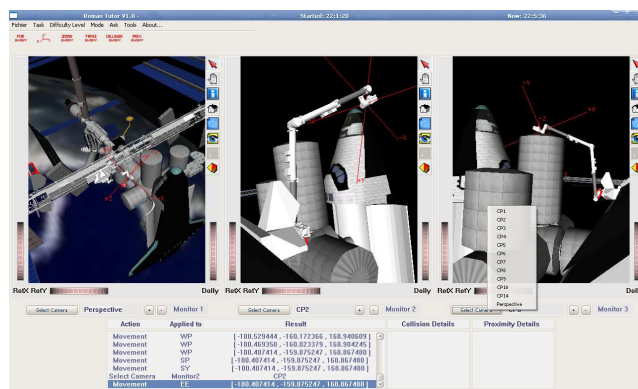 Roman Tutor V1.0 - Started: 22:1:20 Now: 22:5:36
Fichier Task Difficulty Level Mode Ask Tools About...
RotX RotY Dolly RotX RotY Dolly RotX RotY Dolly
Select Camera Perspective + - Monitor 1 Select Camera CP2 + - Monitor 2 Select Camera + - Monitor 3
CP1
CP2
CP3
CP4
CP5
CP6
CP7
CP8
CP9
CP10
CP14
Perspective
Action Applied to Result Collision Details Proximity Details
Movement WP [ -180.529444 , -160.172366 , 168.940609 ]
Movement WP [ -180.469350 , -160.023379 , 168.904245 ]
Movement WP [ -180.407414 , -159.875247 , 168.867480 ]
Movement SP [ -180.407414 , -159.875247 , 168.867480 ]
Movement SY [ -180.407414 , -159.875247 , 168.867480 ]
Select Camera Monitor2 CP2
Movement EE [ -180.407414 , -159.875247 , 168.867480 ]